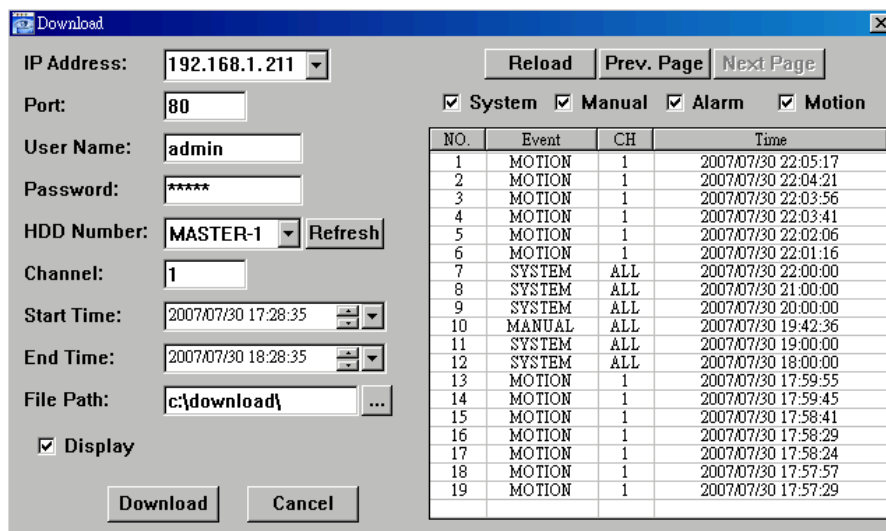 Download
IP Address: 192.168.1.211
Port: 80
User Name: admin
Password: *****
HDD Number: MASTER-1 Refresh
Channel: 1
Start Time: 2007/07/30 17:28:35
End Time: 2007/07/30 18:28:35
File Path: c:\download\ ...
Display
Download Cancel
Reload Prev. Page Next Page
System Manual Alarm Motion
NO. Event CH Time
1 MOTION 1 2007/07/30 22:05:17
2 MOTION 1 2007/07/30 22:04:21
3 MOTION 1 2007/07/30 22:03:56
4 MOTION 1 2007/07/30 22:03:41
5 MOTION 1 2007/07/30 22:02:06
6 MOTION 1 2007/07/30 22:01:16
7 SYSTEM ALL 2007/07/30 22:00:00
8 SYSTEM ALL 2007/07/30 21:00:00
9 SYSTEM ALL 2007/07/30 20:00:00
10 MANUAL ALL 2007/07/30 19:42:36
11 SYSTEM ALL 2007/07/30 19:00:00
12 SYSTEM ALL 2007/07/30 18:00:00
13 MOTION 1 2007/07/30 17:59:55
14 MOTION 1 2007/07/30 17:59:45
15 MOTION 1 2007/07/30 17:58:41
16 MOTION 1 2007/07/30 17:58:29
17 MOTION 1 2007/07/30 17:58:24
18 MOTION 1 2007/07/30 17:57:57
19 MOTION 1 2007/07/30 17:57:29